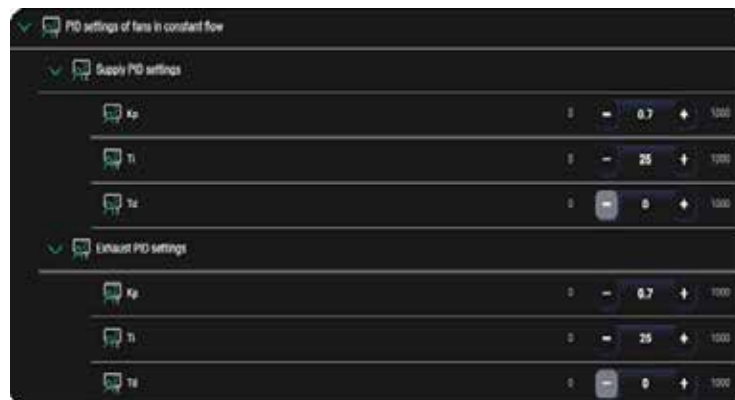 PID settings of fans in constant flow
Supply PID settings
Kp 0 - 0.7 + 1000
Ti 0 - 25 + 1000
Td 0 - 0 + 1000
Exhaust PID settings
Kp 0 - 0.7 + 1000
Ti 0 - 25 + 1000
Td 0 - 0 + 1000